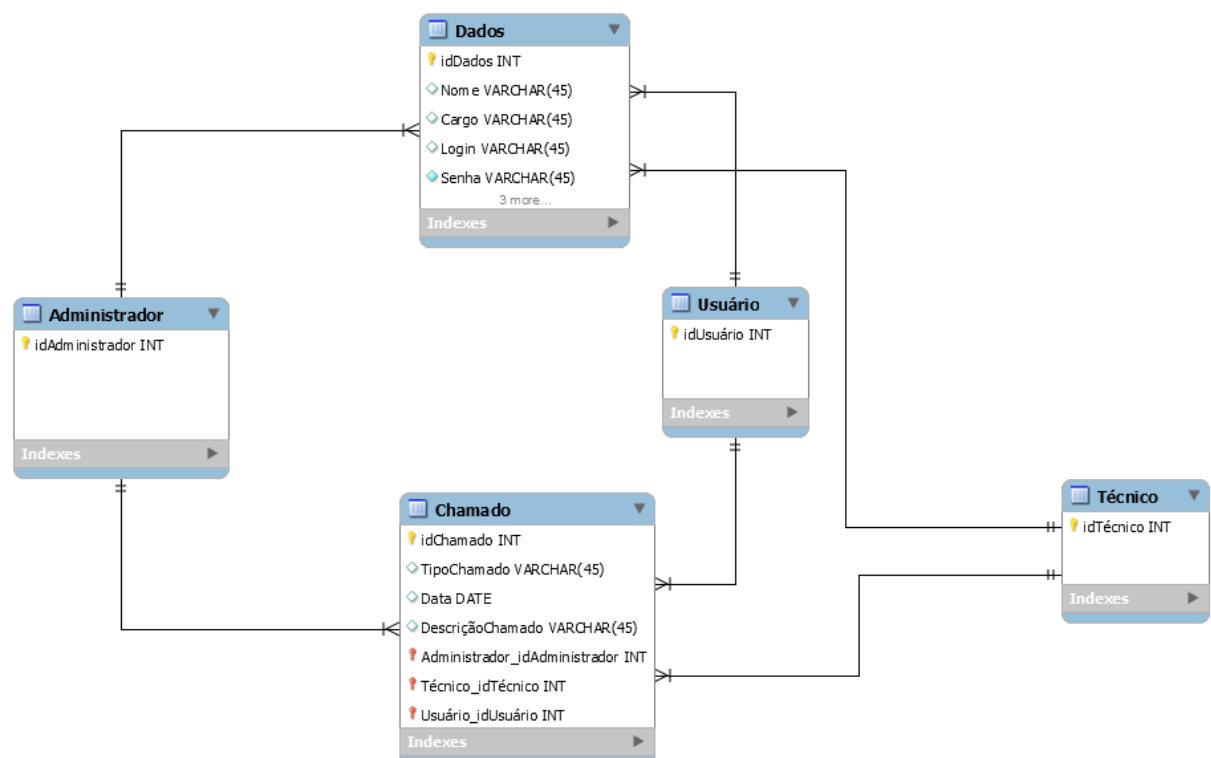 Dados
idDados INT
Nome VARCHAR(45)
Cargo VARCHAR(45)
Login VARCHAR(45)
Senha VARCHAR(45)
3 more...
Indexes
Administrador
idAdministrador INT
Indexes
Usuário
idUsuário INT
Indexes
Chamado
idChamado INT
TipoChamado VARCHAR(45)
Data DATE
DescriçãoChamado VARCHAR(45)
Administrador_idAdministrador INT
Técnico_idTécnico INT
Usuário_idUsuário INT
Indexes
Técnico
idTécnico INT
Indexes